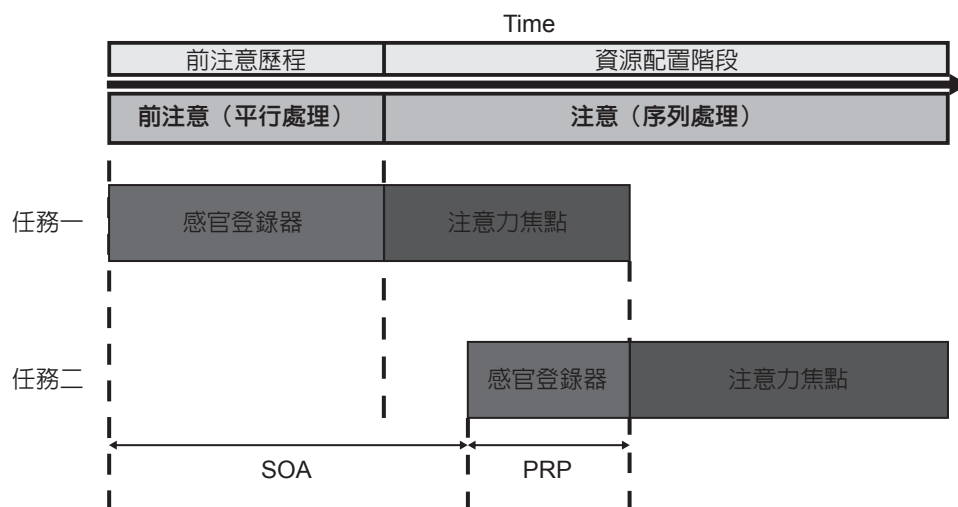 Time
前注意歷程 資源配置階段
前注意（平行處理） 注意（序列處理）
任務一 感官登錄器 注意力焦點
任務二 感官登錄器 注意力焦點
SOA PRP